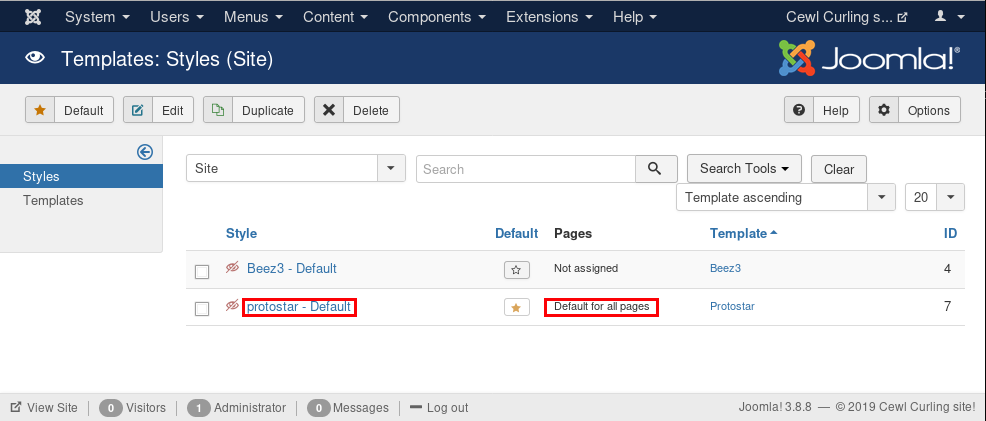 System Users Menus Content Components Extensions Help Cewl Curling s...
Templates: Styles (Site) Joomla!®
Default Edit Duplicate Delete Help Options
Styles
Templates
Site Search Search Tools Clear
Template ascending 20
Style Default Pages Template ID
Beez3 - Default Not assigned Beez3 4
protostar - Default Default for all pages Protostar 7
View Site 0 Visitors 1 Administrator 0 Messages Log out Joomla! 3.8.8 — © 2019 Cewl Curling site!